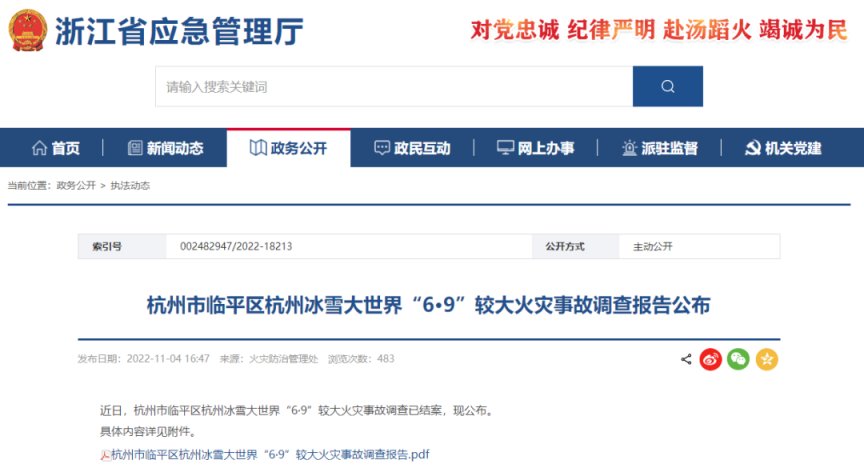 浙江省应急管理厅
对党忠诚 纪律严明 赴汤蹈火 竭诚为民
请输入搜索关键词
首页 新闻动态 政务公开 政民互动 网上办事 派驻监督 机关党建
当前位置: 政务公开 > 执法动态
索引号 002482947/2022-18213 公开方式 主动公开
杭州市临平区杭州冰雪大世界“6•9”较大火灾事故调查报告公布
发布日期: 2022-11-04 16:47 来源: 火灾防治管理处 浏览次数: 483
近日，杭州市临平区杭州冰雪大世界“6·9”较大火灾事故调查已结案，现公布。
具体内容详见附件。
杭州市临平区杭州冰雪大世界“6·9”较大火灾事故调查报告.pdf